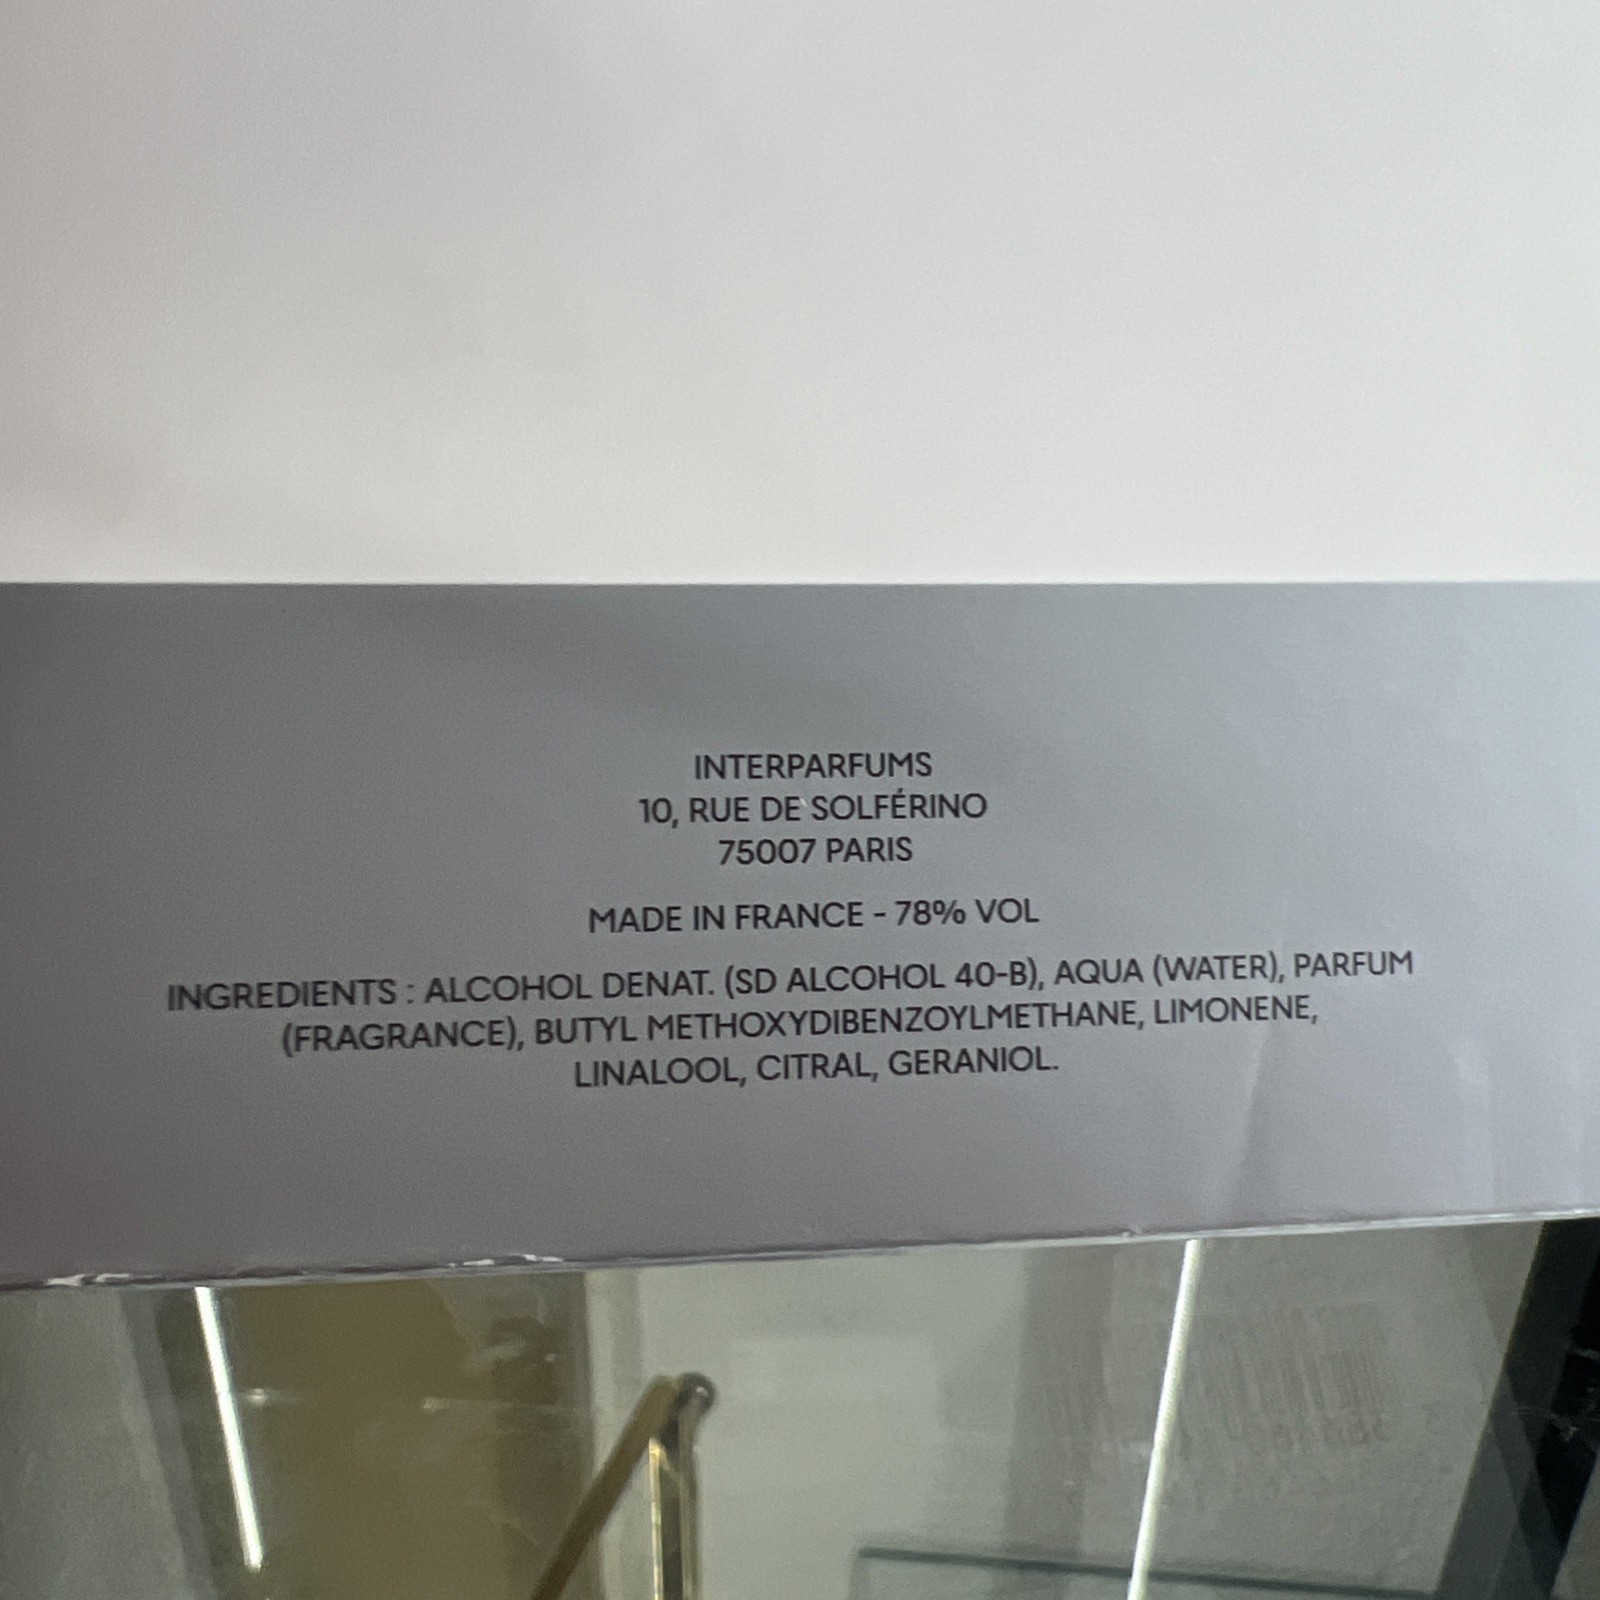 INTERPARFUMS
10, RUE DE SOLFÉRINO
75007 PARIS
MADE IN FRANCE - 78% VOL
INGREDIENTS : ALCOHOL DENAT. (SD ALCOHOL 40-B), AQUA (WATER), PARFUM
(FRAGRANCE), BUTYL METHOXYDIBENZOYLMETHANE, LIMONENE,
LINALOOL, CITRAL, GERANIOL.